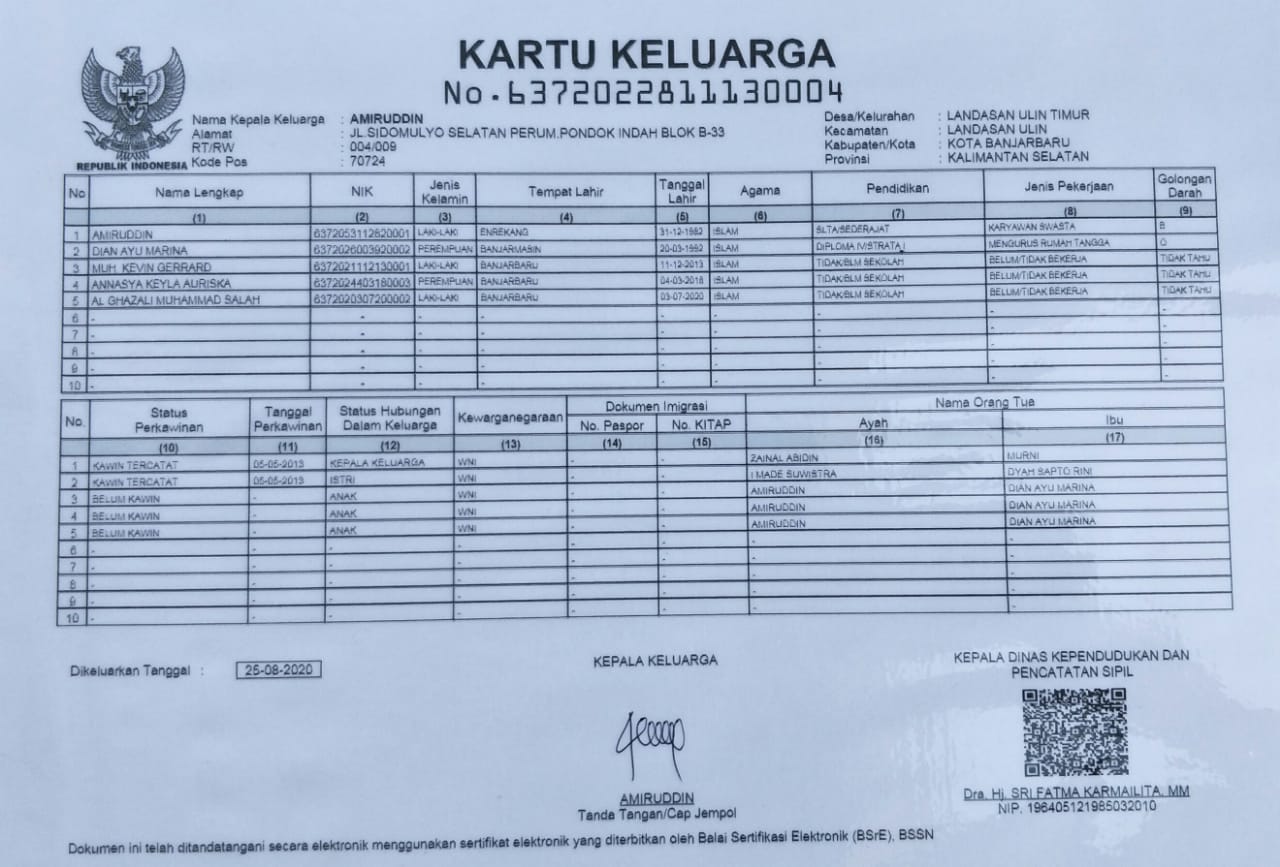 KARTU KELUARGA
No.6372022811130004
REPUBLIK INDONESIA
Nama Kepala Keluarga : AMIRUDDIN
Alamat : JL.SIDOMULYO SELATAN PERUM.PONDOK INDAH BLOK B-33
RT/RW : 004/009
Kode Pos : 70724
Desa/Kelurahan : LANDASAN ULIN TIMUR
Kecamatan : LANDASAN ULIN
Kabupaten/Kota : KOTA BANJARBARU
Provinsi : KALIMANTAN SELATAN
No Nama Lengkap NIK Jenis Kelamin Tempat Lahir Tanggal Lahir Agama Pendidikan Jenis Pekerjaan Golongan Darah
(1) (2) (3) (4) (5) (6) (7) (8) (9)
1 AMIRUDDIN 6372053112820001 LAKI-LAKI ENREKANG 31-12-1982 ISLAM SLTA/SEDERAJAT KARYAWAN SWASTA B
2 DIAN AYU MARINA 6372026003920002 PEREMPUAN BANJARMASIN 20-03-1992 ISLAM DIPLOMA IV/STRATA I MENGURUS RUMAH TANGGA O
3 MUH. KEVIN GERRARD 6372021112130001 LAKI-LAKI BANJARBARU 11-12-2013 ISLAM TIDAK/BLM SEKOLAH BELUM/TIDAK BEKERJA TIDAK TAHU
4 ANNASYA KEYLA AURISKA 6372024403180003 PEREMPUAN BANJARBARU 04-03-2018 ISLAM TIDAK/BLM SEKOLAH BELUM/TIDAK BEKERJA TIDAK TAHU
5 AL GHAZALI MUHAMMAD SALAH 6372020307200002 LAKI-LAKI BANJARBARU 03-07-2020 ISLAM TIDAK/BLM SEKOLAH BELUM/TIDAK BEKERJA TIDAK TAHU
6 - - - - - - - - -
7 - - - - - - - - -
8 - - - - - - - - -
9 - - - - - - - - -
10 - - - - - - - - -
No. Status Perkawinan Tanggal Perkawinan Status Hubungan Dalam Keluarga Kewarganegaraan Dokumen Imigrasi Nama Orang Tua
No. Paspor No. KITAP Ayah Ibu
(10) (11) (12) (13) (14) (15) (16) (17)
1 KAWIN TERCATAT 05-05-2013 KEPALA KELUARGA WNI - - ZAINAL ABIDIN MURNI
2 KAWIN TERCATAT 05-05-2013 ISTRI WNI - - I MADE SUWISTRA DYAH SAPTO RINI
3 BELUM KAWIN - ANAK WNI - - AMIRUDDIN DIAN AYU MARINA
4 BELUM KAWIN - ANAK WNI - - AMIRUDDIN DIAN AYU MARINA
5 BELUM KAWIN - ANAK WNI - - AMIRUDDIN DIAN AYU MARINA
6 - - - - - - - -
7 - - - - - - - -
8 - - - - - - - -
9 - - - - - - - -
10 - - - - - - - -
Dikeluarkan Tanggal : 25-08-2020
KEPALA KELUARGA
AMIRUDDIN
Tanda Tangan/Cap Jempol
KEPALA DINAS KEPENDUDUKAN DAN
PENCATATAN SIPIL
Dra. Hj. SRI FATMA KARMAILITA, MM
NIP. 196405121985032010
Dokumen ini telah ditandatangani secara elektronik menggunakan sertifikat elektronik yang diterbitkan oleh Balai Sertifikasi Elektronik (BSrE), BSSN